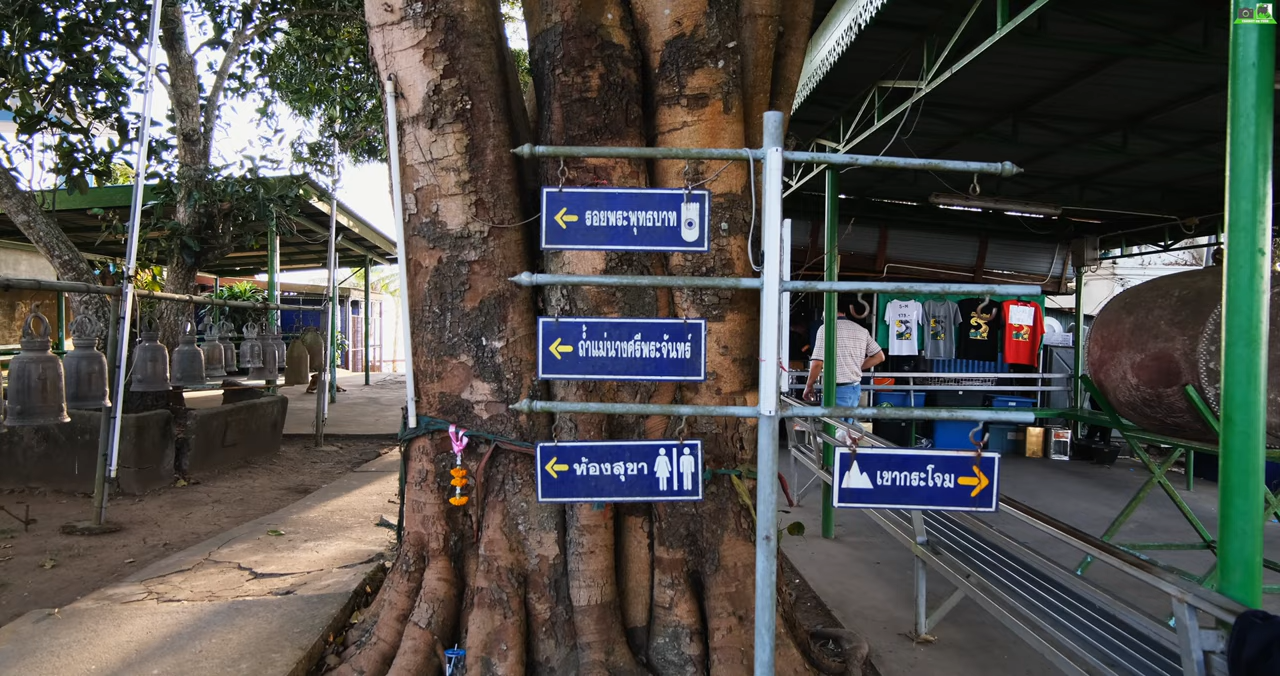 รอยพระพุทธบาท
ถ้ำแม่นางศรีพระจันทร์
ห้องสุขา
เขากระโจม